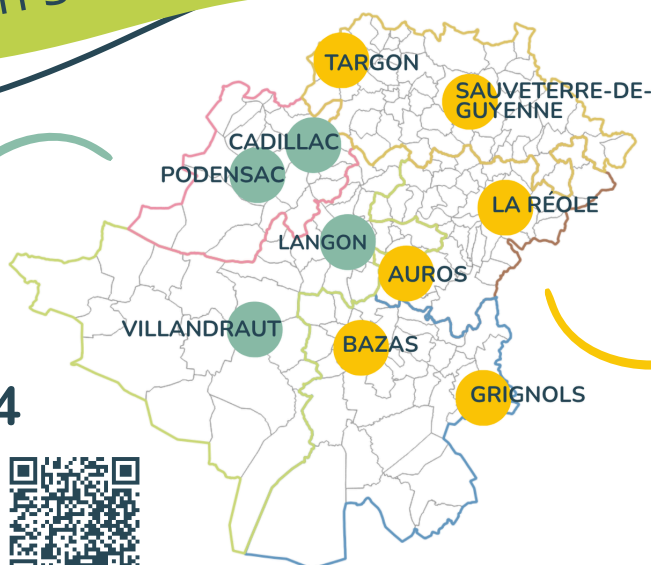 TARGON
SAUVETERRE-DE-
GUYENNE
CADILLAC
PODENSAC
LA RÉOLE
LANGON
AUROS
VILLANDRAUT
BAZAS
GRIGNOLS
4